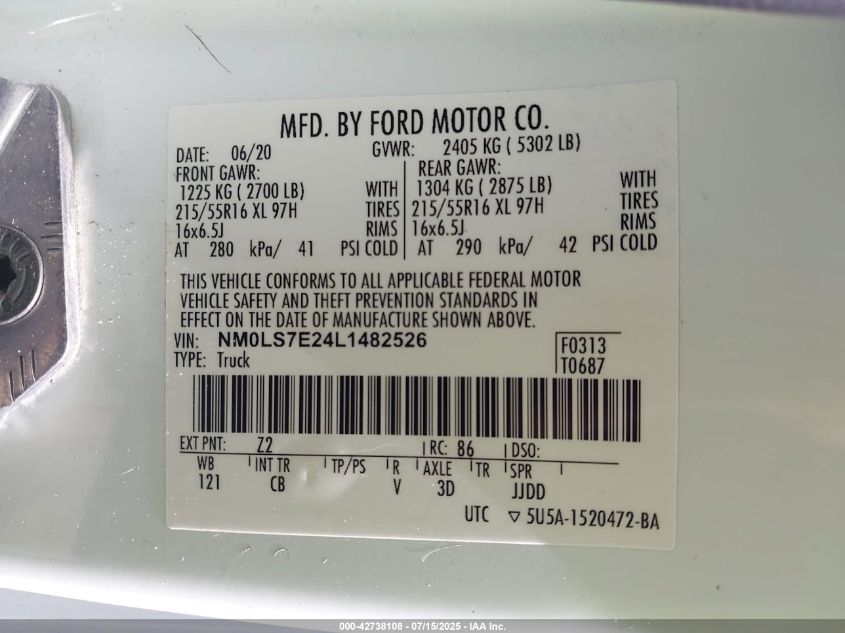 MFD. BY FORD MOTOR CO.
DATE: 06/20 GVWR: 2405 KG ( 5302 LB)
FRONT GAWR: REAR GAWR:
1225 KG ( 2700 LB) WITH 1304 KG ( 2875 LB) WITH
215/55R16 XL 97H TIRES 215/55R16 XL 97H TIRES
16x6.5J RIMS 16x6.5J RIMS
AT 280 kPa/ 41 PSI COLD AT 290 kPa/ 42 PSI COLD
THIS VEHICLE CONFORMS TO ALL APPLICABLE FEDERAL MOTOR
VEHICLE SAFETY AND THEFT PREVENTION STANDARDS IN
EFFECT ON THE DATE OF MANUFACTURE SHOWN ABOVE.
VIN: NM0LS7E24L1482526 F0313
TYPE: Truck T0687
EXT PNT: Z2 RC: 86 DSO:
WB INT TR TP/PS R AXLE TR SPR
121 CB V 3D JJDD
UTC ▽ 5U5A-1520472-BA
000-42738108 - 07/15/2025 - IAA Inc.